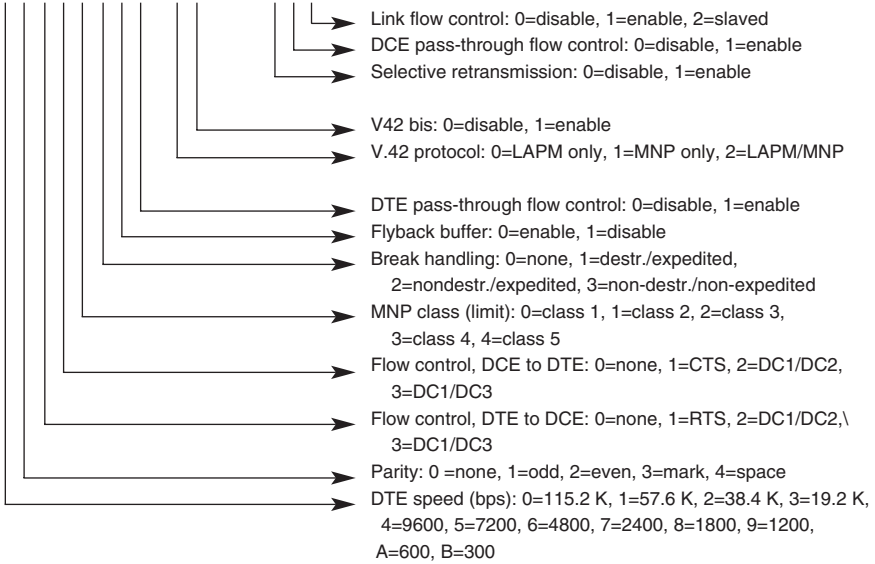 Link flow control: 0=disable, 1=enable, 2=slaved
DCE pass-through flow control: 0=disable, 1=enable
Selective retransmission: 0=disable, 1=enable
V42 bis: 0=disable, 1=enable
V.42 protocol: 0=LAPM only, 1=MNP only, 2=LAPM/MNP
DTE pass-through flow control: 0=disable, 1=enable
Flyback buffer: 0=enable, 1=disable
Break handling: 0=none, 1=destr./expedited,
2=nondestr./expedited, 3=non-destr./non-expedited
MNP class (limit): 0=class 1, 1=class 2, 2=class 3,
3=class 4, 4=class 5
Flow control, DCE to DTE: 0=none, 1=CTS, 2=DC1/DC2,
3=DC1/DC3
Flow control, DTE to DCE: 0=none, 1=RTS, 2=DC1/DC2,\
3=DC1/DC3
Parity: 0 =none, 1=odd, 2=even, 3=mark, 4=space
DTE speed (bps): 0=115.2 K, 1=57.6 K, 2=38.4 K, 3=19.2 K,
4=9600, 5=7200, 6=4800, 7=2400, 8=1800, 9=1200,
A=600, B=300